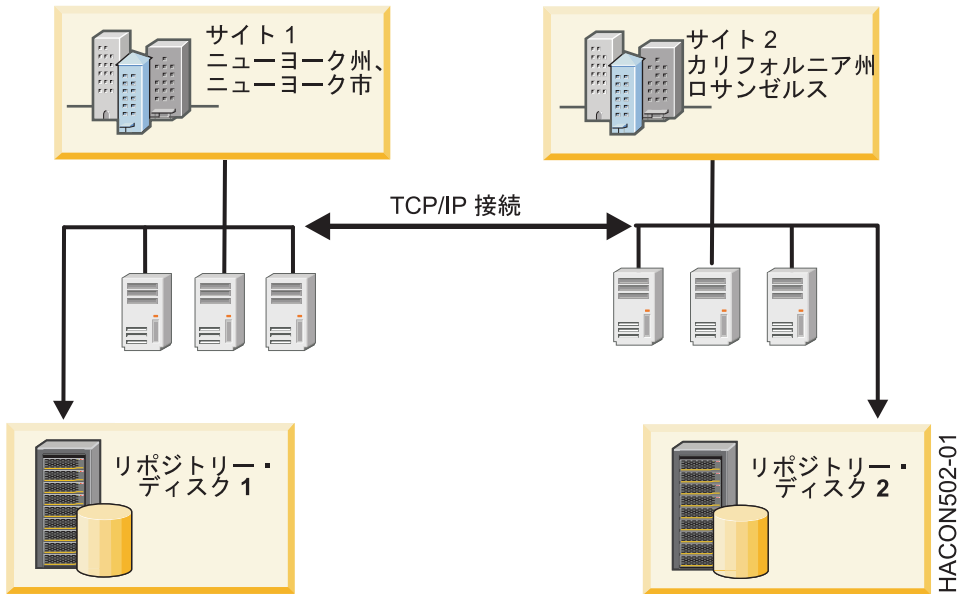 サイト 1
ニューヨーク州、
ニューヨーク市
サイト 2
カリフォルニア州
ロサンゼルス
TCP/IP 接続
リポジトリー・
ディスク 1
リポジトリー・
ディスク 2
HACON502-01